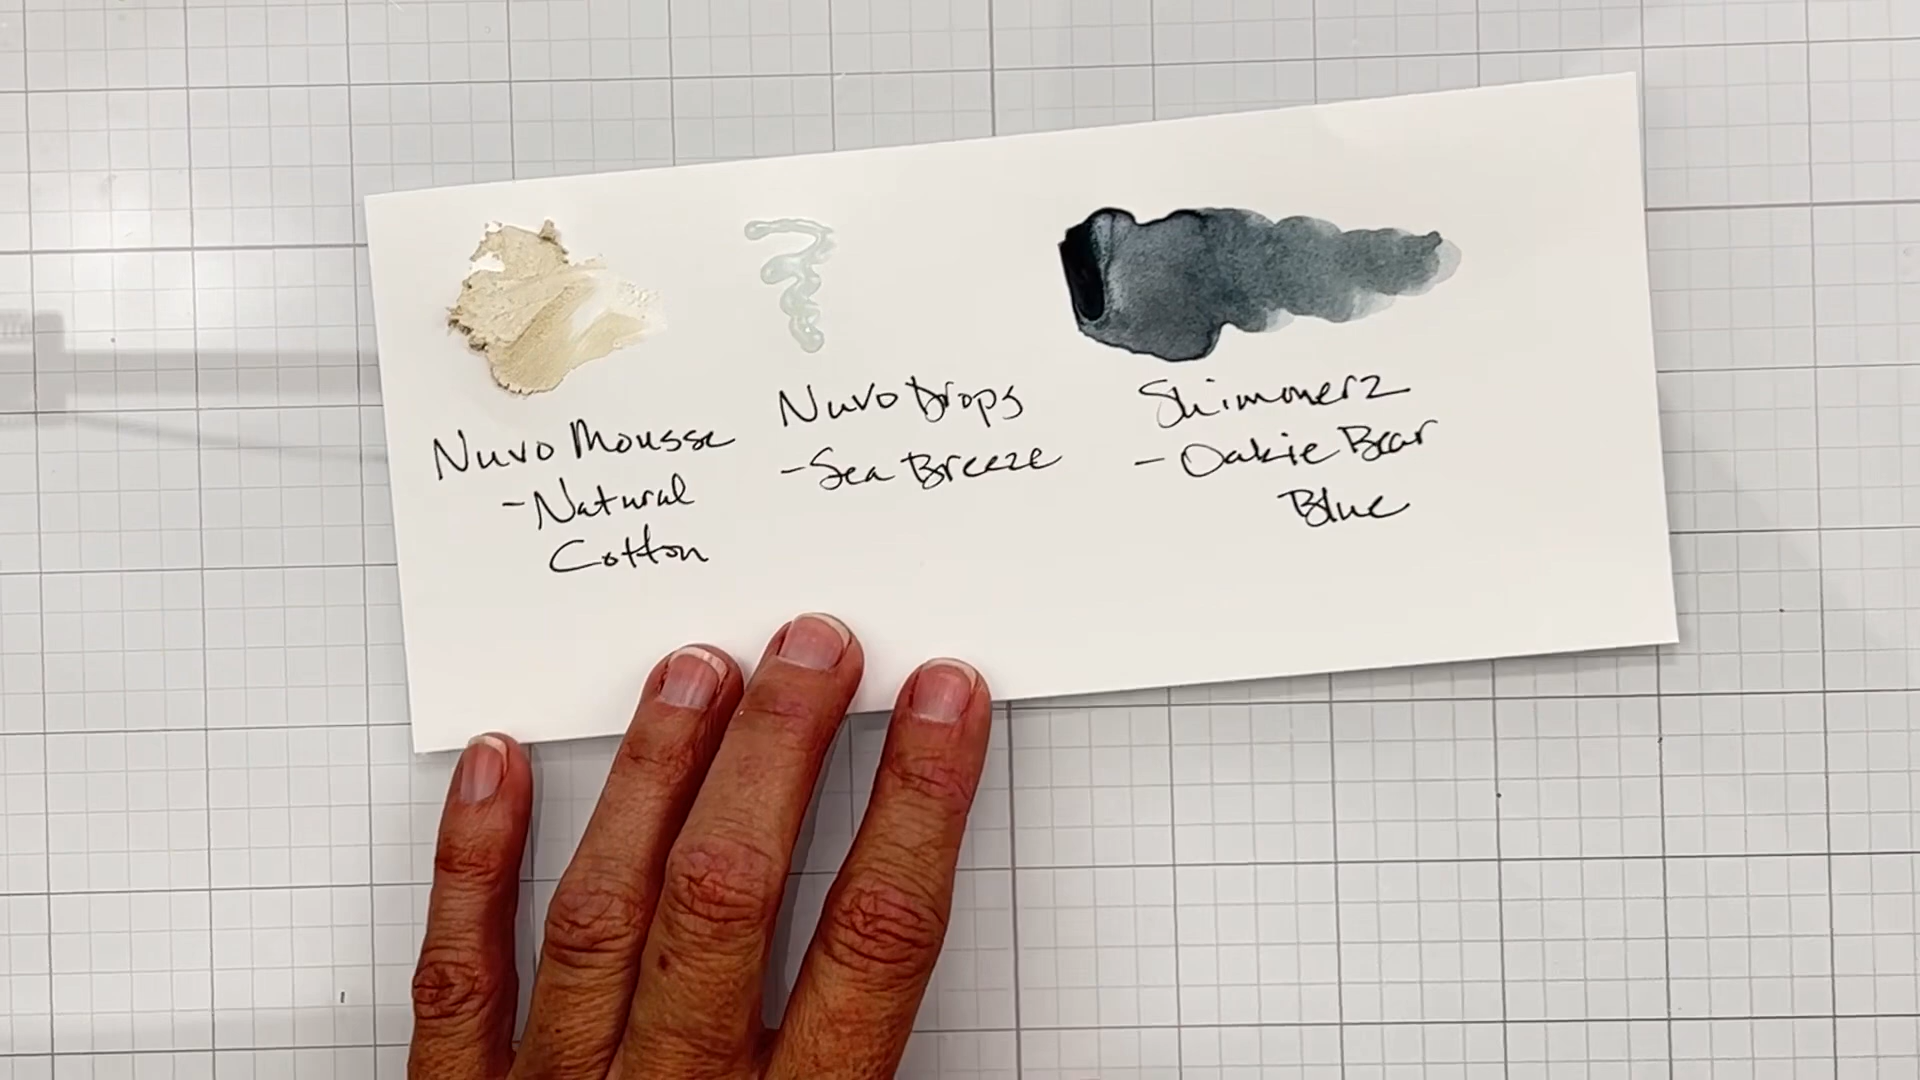 Nuvo Mousse
- Natural
Cotton
Nuvo Drops
- Sea Breeze
Shimmerz
- Oakie Bear
Blue